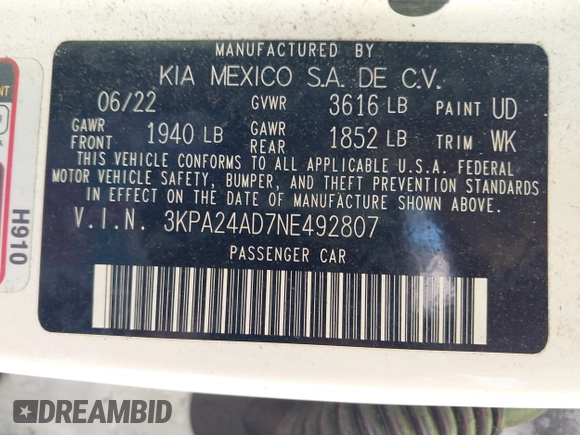 MANUFACTURED BY
KIA MEXICO S.A. DE C.V.
06/22 GVWR 3616 LB PAINT UD
GAWR FRONT 1940 LB GAWR REAR 1852 LB TRIM WK
THIS VEHICLE CONFORMS TO ALL APPLICABLE U.S.A. FEDERAL
MOTOR VEHICLE SAFETY, BUMPER, AND THEFT PREVENTION STANDARDS
IN EFFECT ON THE DATE OF MANUFACTURE SHOWN ABOVE.
V.I.N. 3KPA24AD7NE492807
PASSENGER CAR
H910
DREAMBID